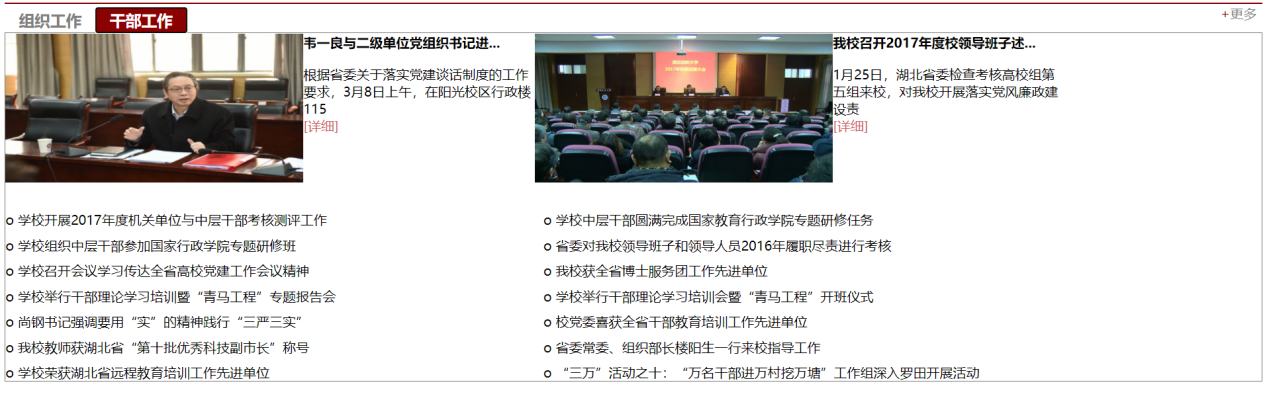 组织工作 干部工作 +更多
韦一良与二级单位党组织书记进...
根据省委关于落实党建谈话制度的工作
要求，3月8日上午，在阳光校区行政楼
115
[详细]
我校召开2017年度校领导班子述...
1月25日，湖北省委检查考核高校组第
五组来校，对我校开展落实党风廉政建
设责
[详细]
学校开展2017年度机关单位与中层干部考核测评工作
学校中层干部圆满完成国家教育行政学院专题研修任务
学校组织中层干部参加国家行政学院专题研修班
省委对我校领导班子和领导人员2016年履职尽责进行考核
学校召开会议学习传达全省高校党建工作会议精神
我校获全省博士服务团工作先进单位
学校举行干部理论学习培训暨“青马工程”专题报告会
学校举行干部理论学习培训会暨“青马工程”开班仪式
尚钢书记强调要用“实”的精神践行“三严三实”
校党委喜获全省干部教育培训工作先进单位
我校教师获湖北省“第十批优秀科技副市长”称号
省委常委、组织部长楼阳生一行来校指导工作
学校荣获湖北省远程教育培训工作先进单位
“三万”活动之十：“万名干部进万村挖万塘”工作组深入罗田开展活动